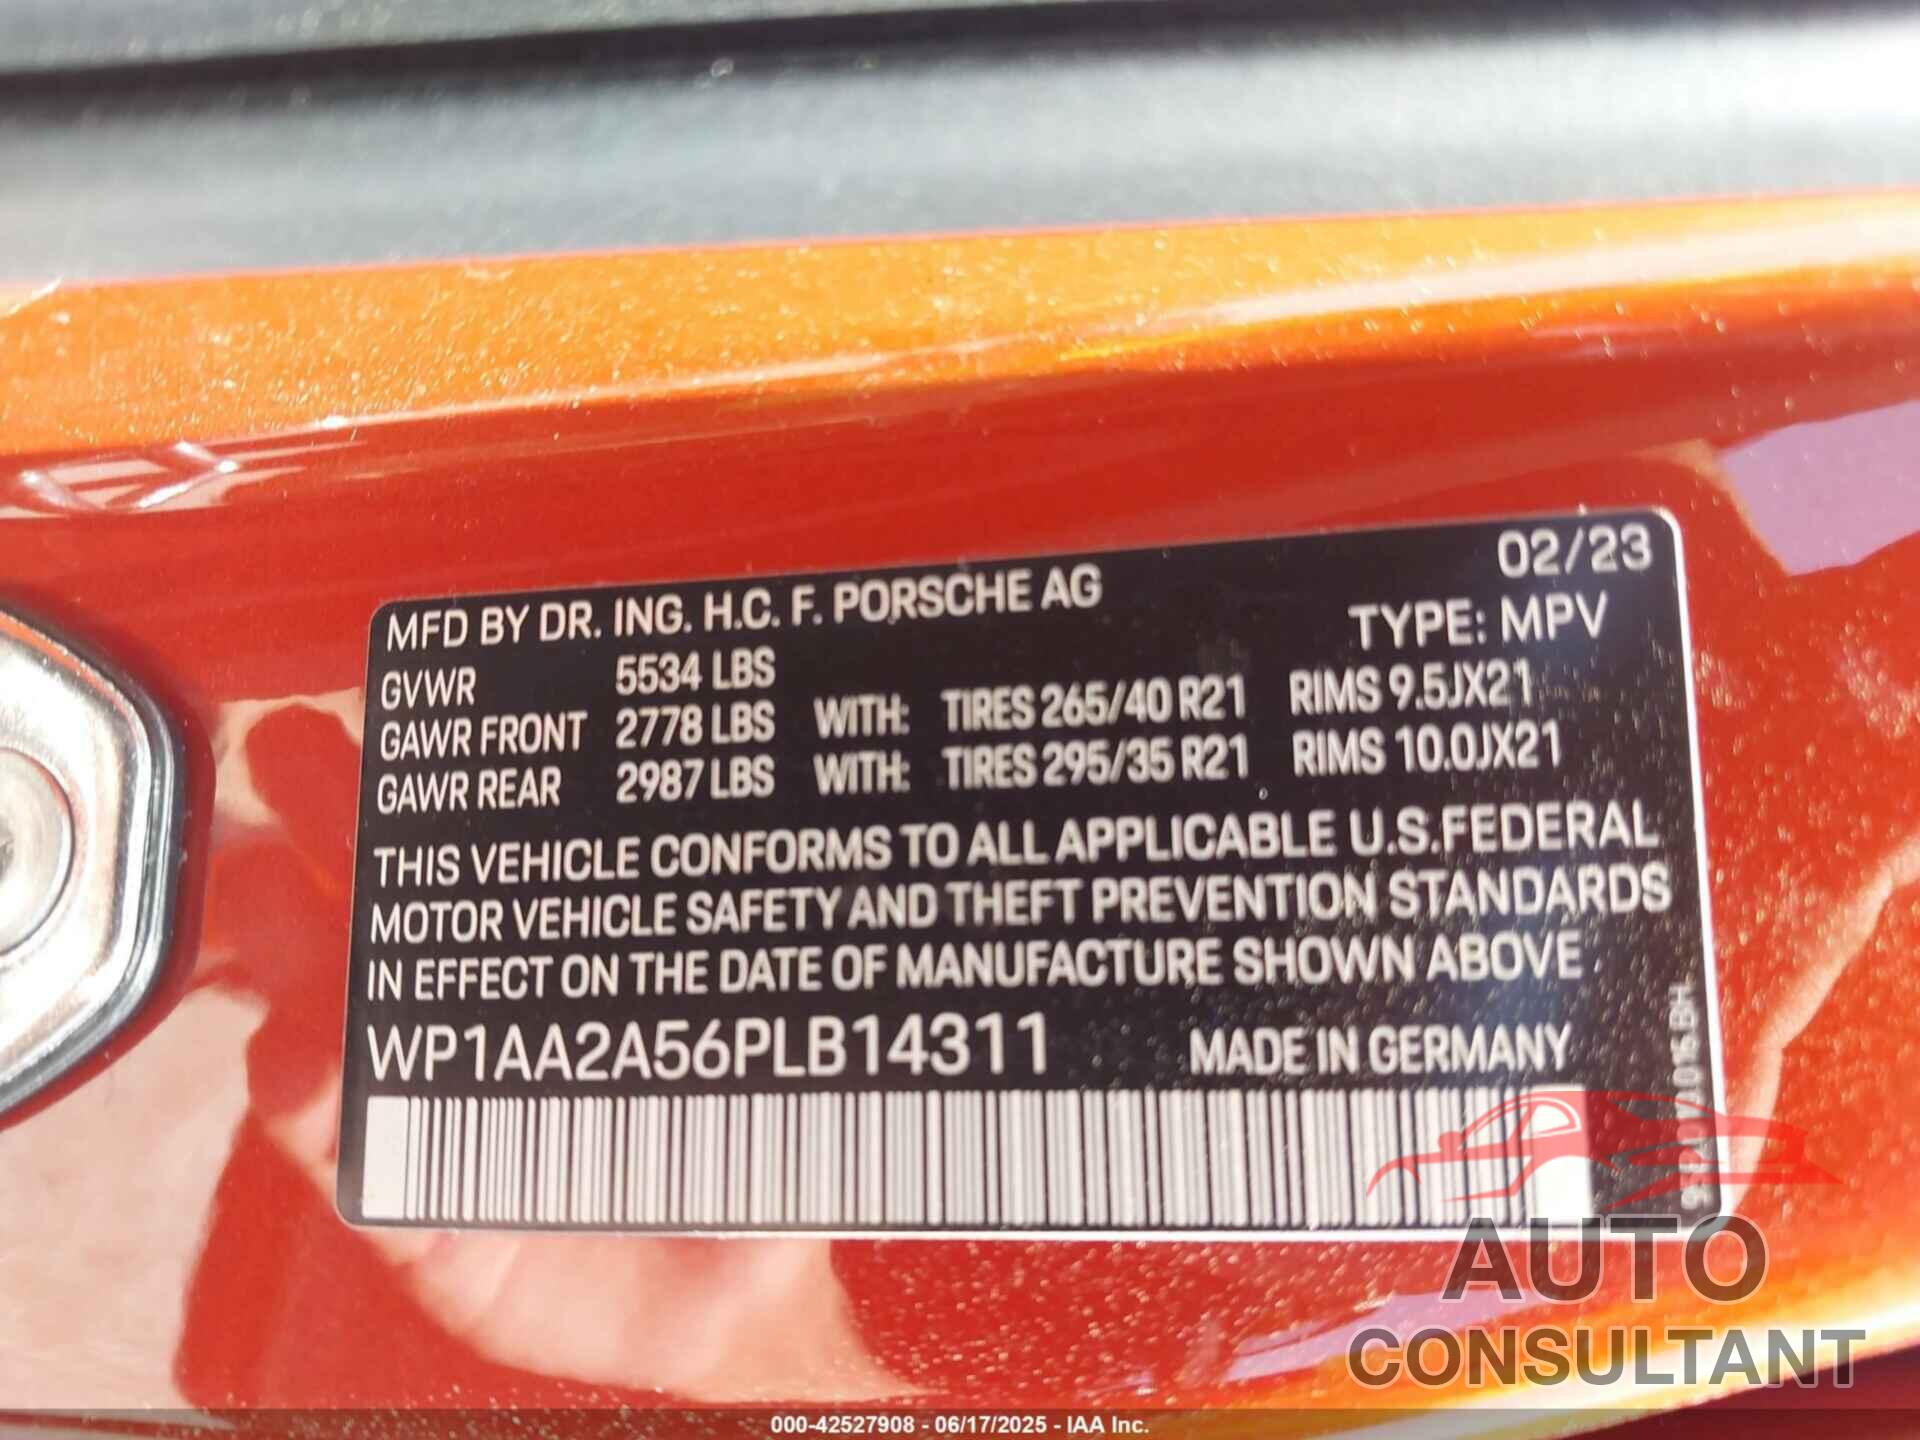 02/23
MFD BY DR. ING. H.C. F. PORSCHE AG
TYPE: MPV
GVWR 5534 LBS
GAWR FRONT 2778 LBS WITH: TIRES 265/40 R21 RIMS 9.5JX21
GAWR REAR 2987 LBS WITH: TIRES 295/35 R21 RIMS 10.0JX21
THIS VEHICLE CONFORMS TO ALL APPLICABLE U.S.FEDERAL
MOTOR VEHICLE SAFETY AND THEFT PREVENTION STANDARDS
IN EFFECT ON THE DATE OF MANUFACTURE SHOWN ABOVE
WP1AA2A56PLB14311 MADE IN GERMANY
AUTO
CONSULTANT
000-42527908 - 06/17/2025 - IAA Inc.